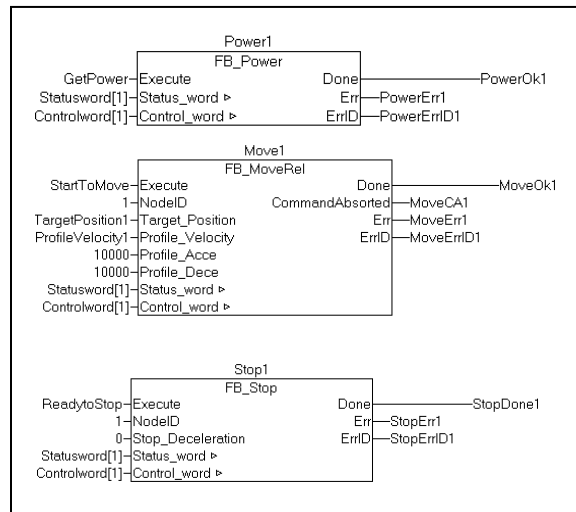 Power1
FB_Power
GetPower Execute Done PowerOk1
Statusword[1] Status_word ▹ Err PowerErr1
Controlword[1] Control_word ▹ ErrID PowerErrID1
Move1
FB_MoveRel
StartToMove Execute Done MoveOk1
1 NodeID CommandAbsorted MoveCA1
TargetPosition1 Target_Position Err MoveErr1
ProfileVelocity1 Profile_Velocity ErrID MoveErrID1
10000 Profile_Acce
10000 Profile_Dece
Statusword[1] Status_word ▹
Controlword[1] Control_word ▹
Stop1
FB_Stop
ReadytoStop Execute Done StopDone1
1 NodeID Err StopErr1
0 Stop_Deceleration ErrID StopErrID1
Statusword[1] Status_word ▹
Controlword[1] Control_word ▹